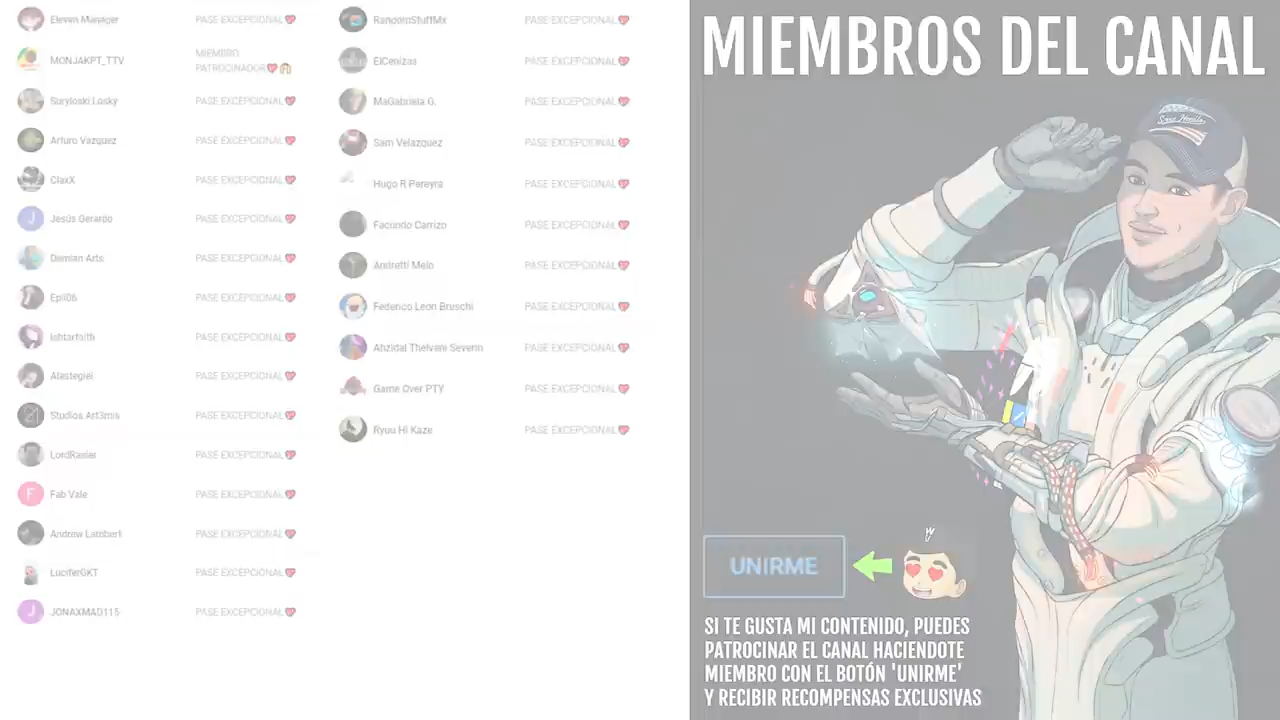 Eleven Manager PASE EXCEPCIONAL
MONJAKPT_TTV MIEMBRO
PATROCINADOR
Suryloski Losky PASE EXCEPCIONAL
Arturo Vazquez PASE EXCEPCIONAL
ClaxX PASE EXCEPCIONAL
Jesús Gerardo PASE EXCEPCIONAL
Demian Arts PASE EXCEPCIONAL
Epii06 PASE EXCEPCIONAL
Ishtarfaith PASE EXCEPCIONAL
Alastegiel PASE EXCEPCIONAL
Studios Art3mis PASE EXCEPCIONAL
LordRasier PASE EXCEPCIONAL
Fab Vale PASE EXCEPCIONAL
Andrew Lambert PASE EXCEPCIONAL
LuciferGKT PASE EXCEPCIONAL
JONAXMAD115 PASE EXCEPCIONAL
RandomStuffMx PASE EXCEPCIONAL
ElCenizas PASE EXCEPCIONAL
MaGabriela G. PASE EXCEPCIONAL
Sam Velazquez PASE EXCEPCIONAL
Hugo R Pereyra PASE EXCEPCIONAL
Facundo Carrizo PASE EXCEPCIONAL
Andretti Melo PASE EXCEPCIONAL
Federico Leon Bruschi PASE EXCEPCIONAL
Ahzidal Thelvani Severin PASE EXCEPCIONAL
Game Over PTY PASE EXCEPCIONAL
Ryuu Hi Kaze PASE EXCEPCIONAL
MIEMBROS DEL CANAL
UNIRME
SI TE GUSTA MI CONTENIDO, PUEDES
PATROCINAR EL CANAL HACIENDOTE
MIEMBRO CON EL BOTÓN 'UNIRME'
Y RECIBIR RECOMPENSAS EXCLUSIVAS